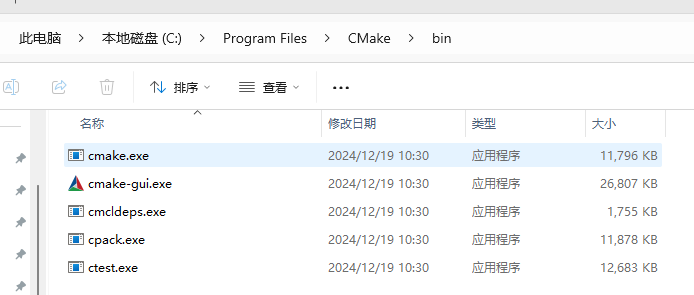 此电脑 > 本地磁盘 (C:) > Program Files > CMake > bin
排序 查看 ...
名称 修改日期 类型 大小
cmake.exe 2024/12/19 10:30 应用程序 11,796 KB
cmake-gui.exe 2024/12/19 10:30 应用程序 26,807 KB
cmcldeps.exe 2024/12/19 10:30 应用程序 1,755 KB
cpack.exe 2024/12/19 10:30 应用程序 11,878 KB
ctest.exe 2024/12/19 10:30 应用程序 12,683 KB